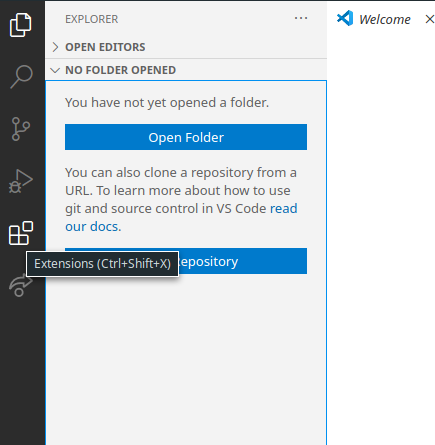 EXPLORER
OPEN EDITORS
NO FOLDER OPENED
You have not yet opened a folder.
Open Folder
You can also clone a repository from a
URL. To learn more about how to use
git and source control in VS Code read
our docs.
Extensions (Ctrl+Shift+X)
Repository
Welcome